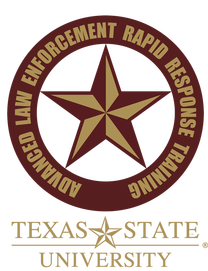 ADVANCED LAW ENFORCEMENT RAPID RESPONSE TRAINING
TEXAS STATE
UNIVERSITY®